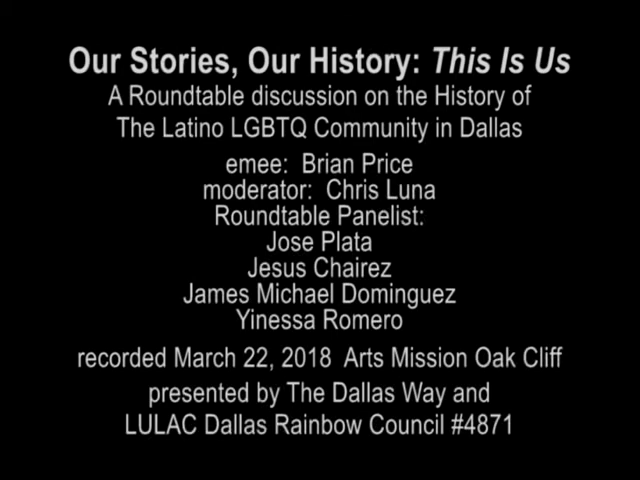 Our Stories, Our History: This Is Us
A Roundtable discussion on the History of
The Latino LGBTQ Community in Dallas
emee:  Brian Price
moderator:  Chris Luna
Roundtable Panelist:
Jose Plata
Jesus Chairez
James Michael Dominguez
Yinessa Romero
recorded March 22, 2018  Arts Mission Oak Cliff
presented by The Dallas Way and
LULAC Dallas Rainbow Council #4871